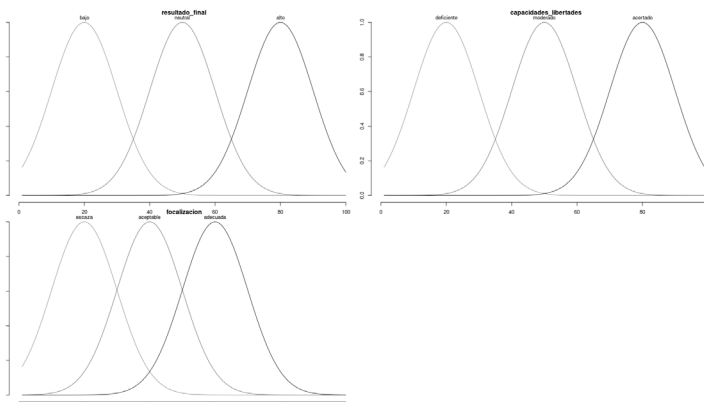 resultado_final
bajo neutral alto
0 20 40 60 80 100
capacidades_libertades
deficiente moderado acertado
1.0
0.8
0.6
0.4
0.2
0.0
0 20 40 60 80
focalizacion
escaza aceptable adecuada